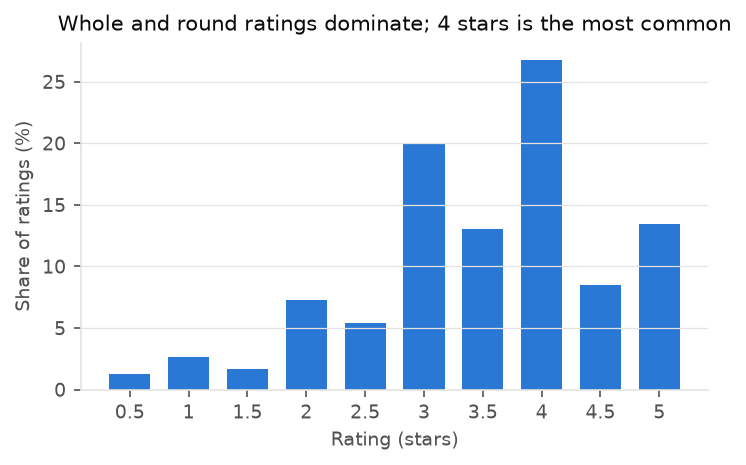 Whole and round ratings dominate; 4 stars is the most common
Share of ratings (%)
25
20
15
10
5
0
0.5 1 1.5 2 2.5 3 3.5 4 4.5 5
Rating (stars)